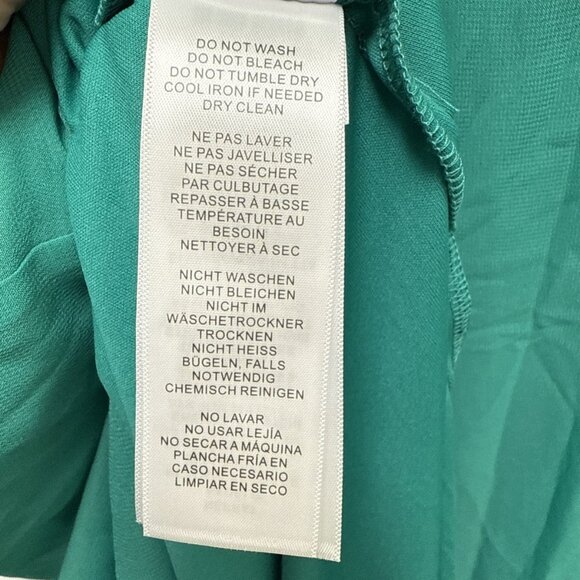 DO NOT WASH
DO NOT BLEACH
DO NOT TUMBLE DRY
COOL IRON IF NEEDED
DRY CLEAN
NE PAS LAVER
NE PAS JAVELLISER
NE PAS SÉCHER
PAR CULBUTAGE
REPASSER À BASSE
TEMPÉRATURE AU
BESOIN
NETTOYER À SEC
NICHT WASCHEN
NICHT BLEICHEN
NICHT IM
WÄSCHETROCKNER
TROCKNEN
NICHT HEISS
BÜGELN, FALLS
NOTWENDIG
CHEMISCH REINIGEN
NO LAVAR
NO USAR LEJÍA
NO SECAR A MÁQUINA
PLANCHA FRÍA EN
CASO NECESARIO
LIMPIAR EN SECO